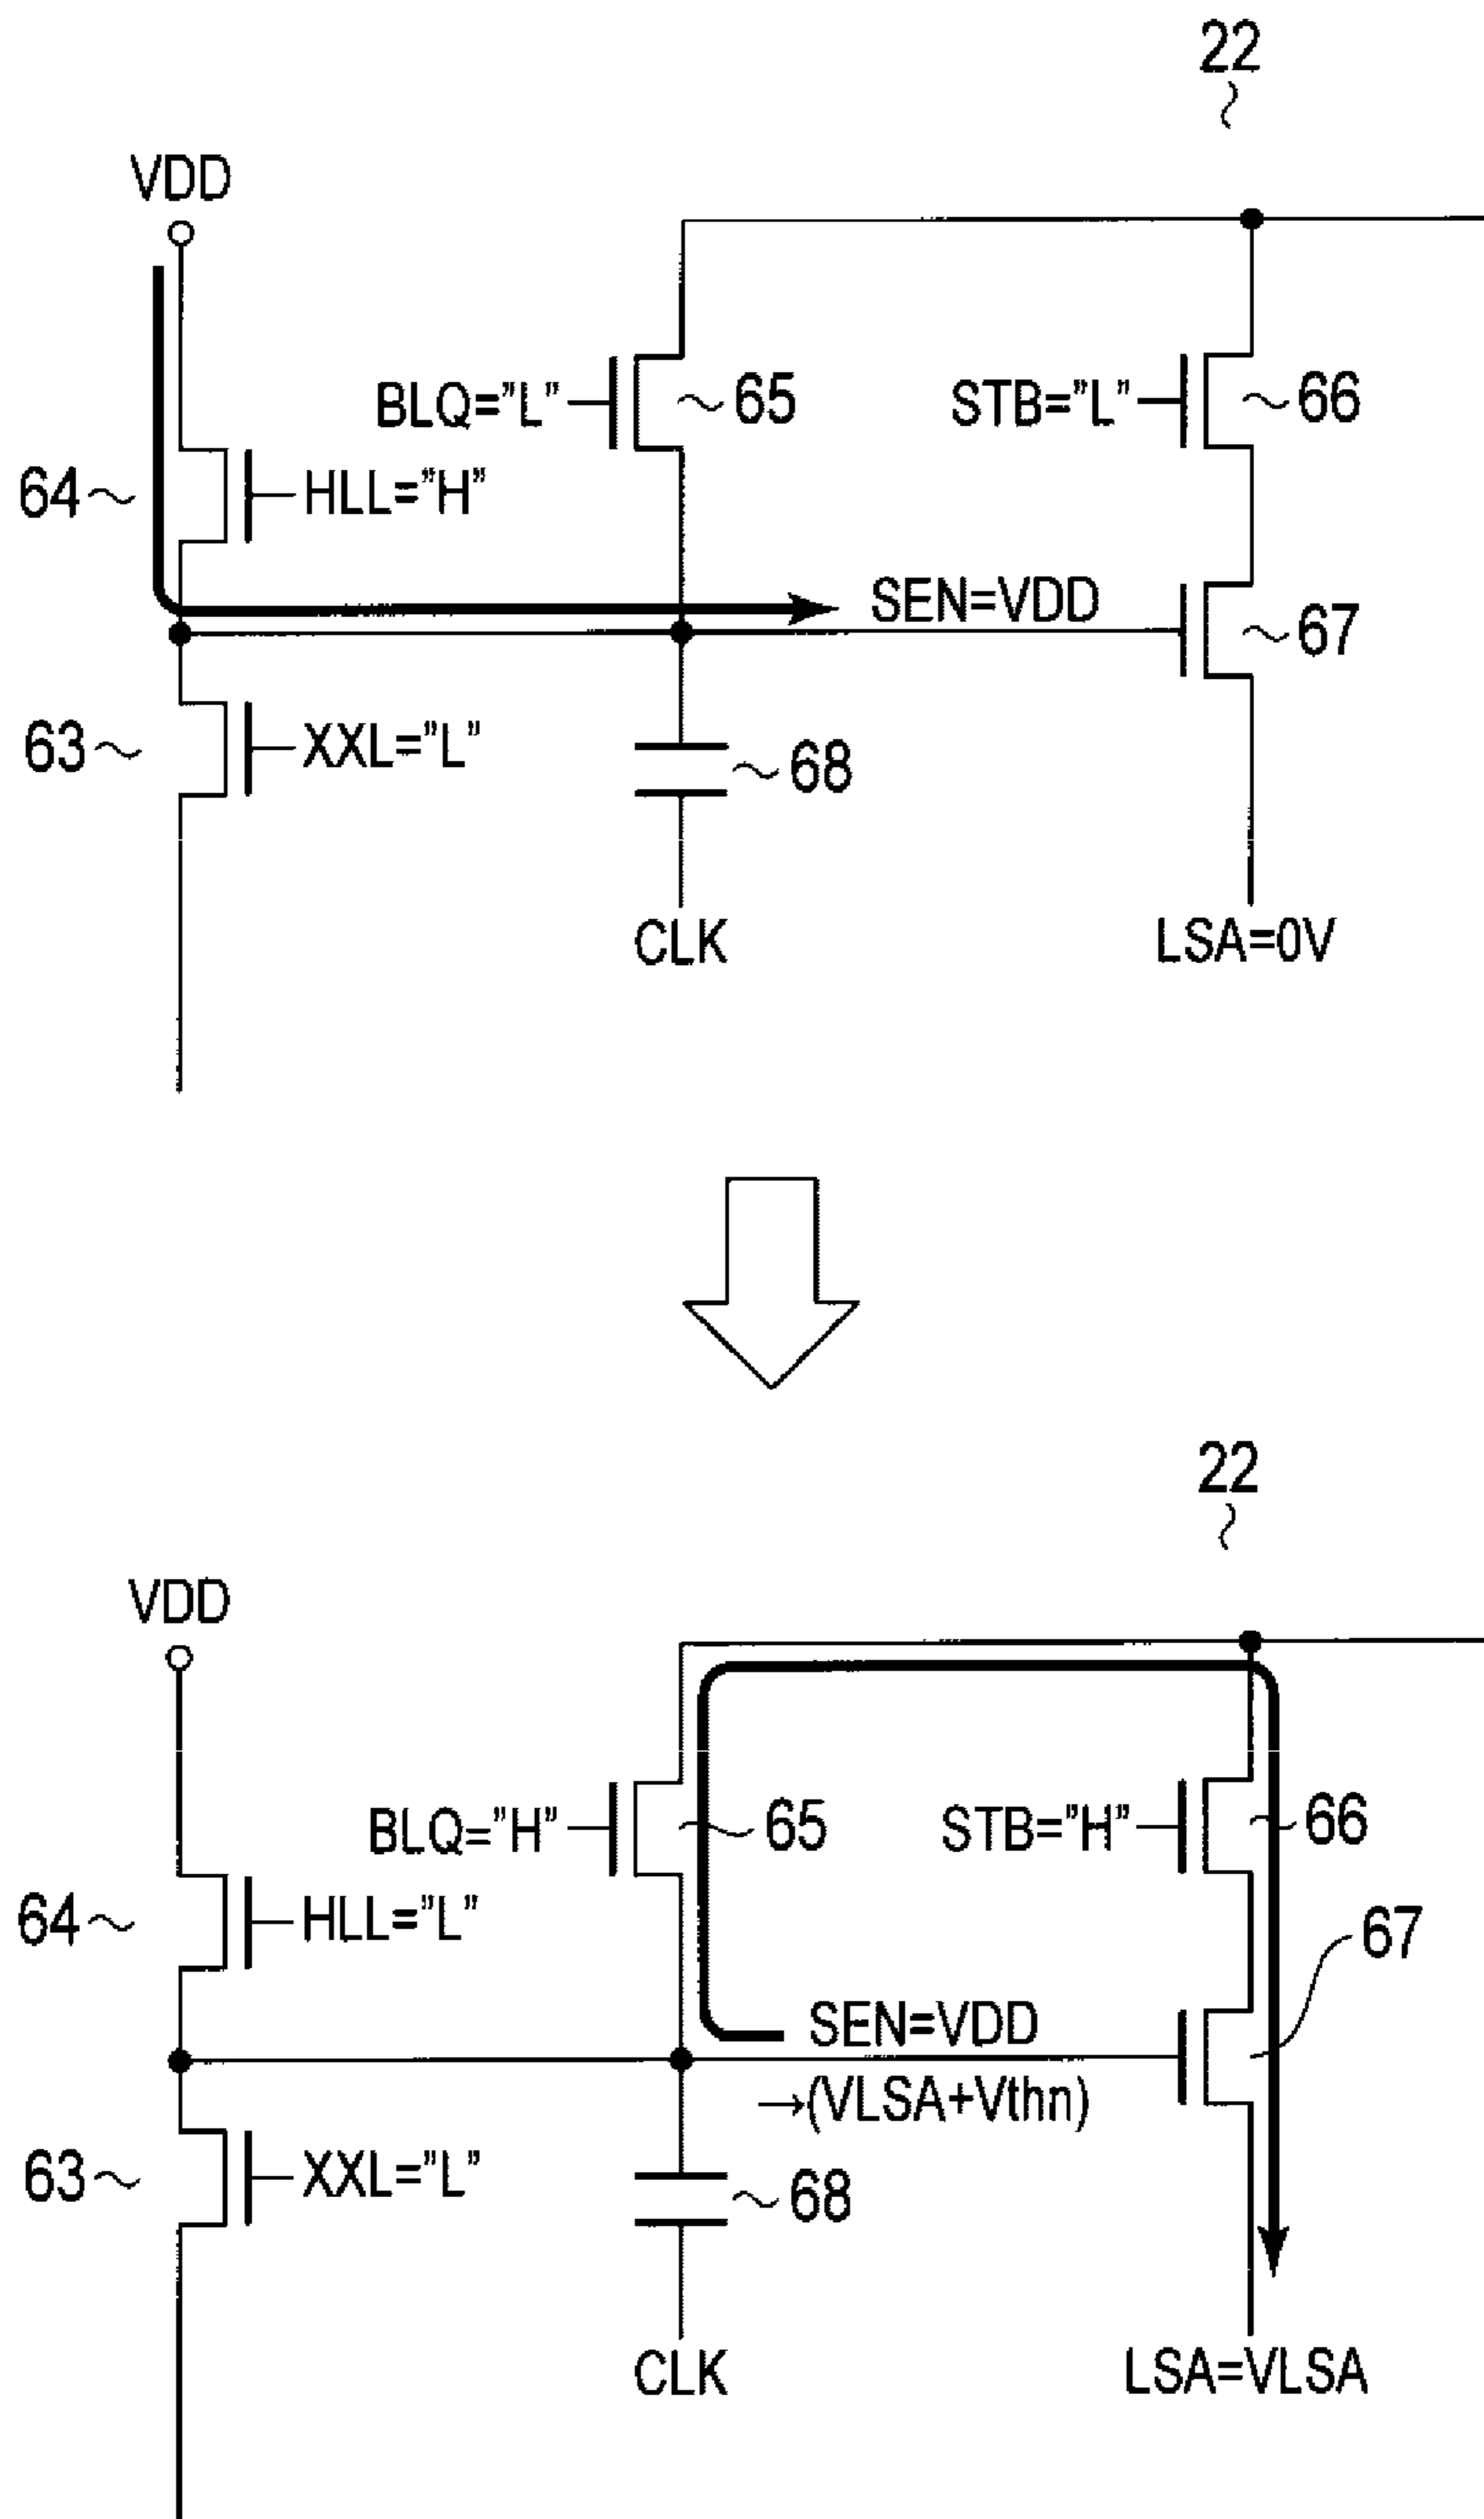 22
VDD
BLQ="L"
65
STB="L"
66
64
HLL="H"
SEN=VDD
67
63
XXL="L"
68
CLK
LSA=0V
22
VDD
BLQ="H"
65
STB="H"
66
64
HLL="L"
67
SEN=VDD
→(VLSA+Vthn)
63
XXL="L"
68
CLK
LSA=VLSA